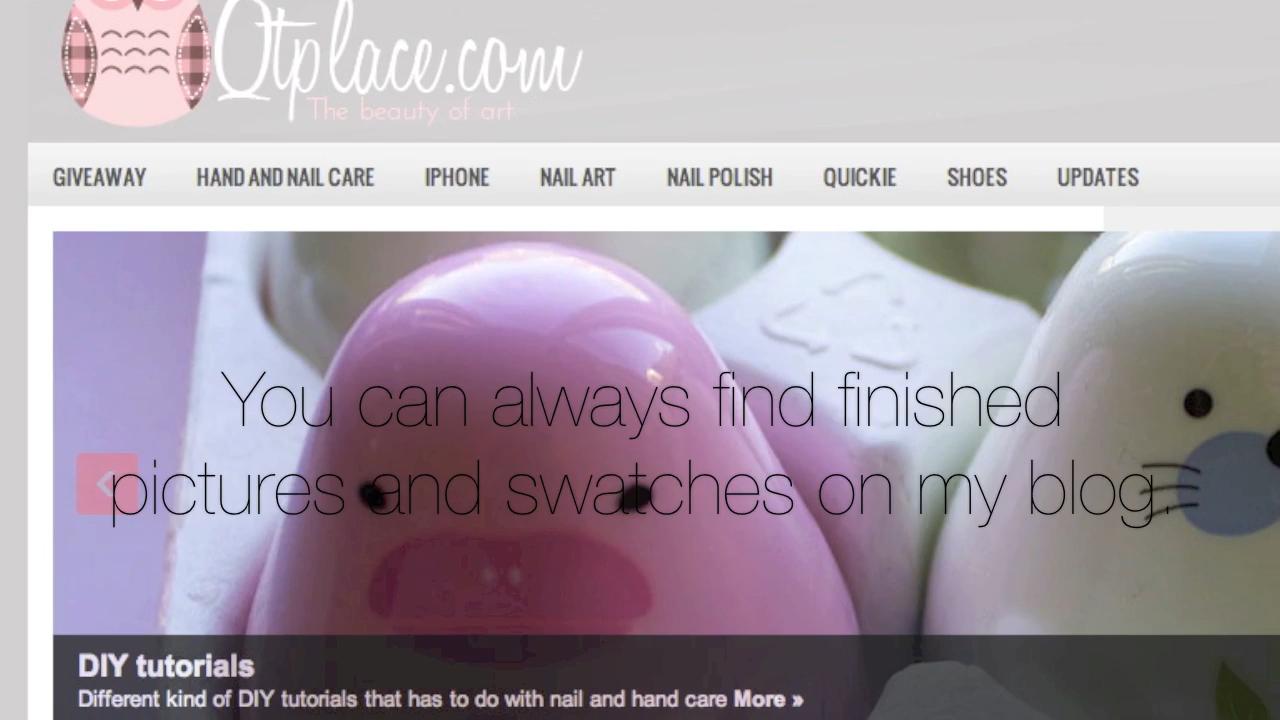 Qtplace.com
The beauty of art
GIVEAWAY HAND AND NAIL CARE IPHONE NAIL ART NAIL POLISH QUICKIE SHOES UPDATES
You can always find finished
pictures and swatches on my blog.
DIY tutorials
Different kind of DIY tutorials that has to do with nail and hand care More »